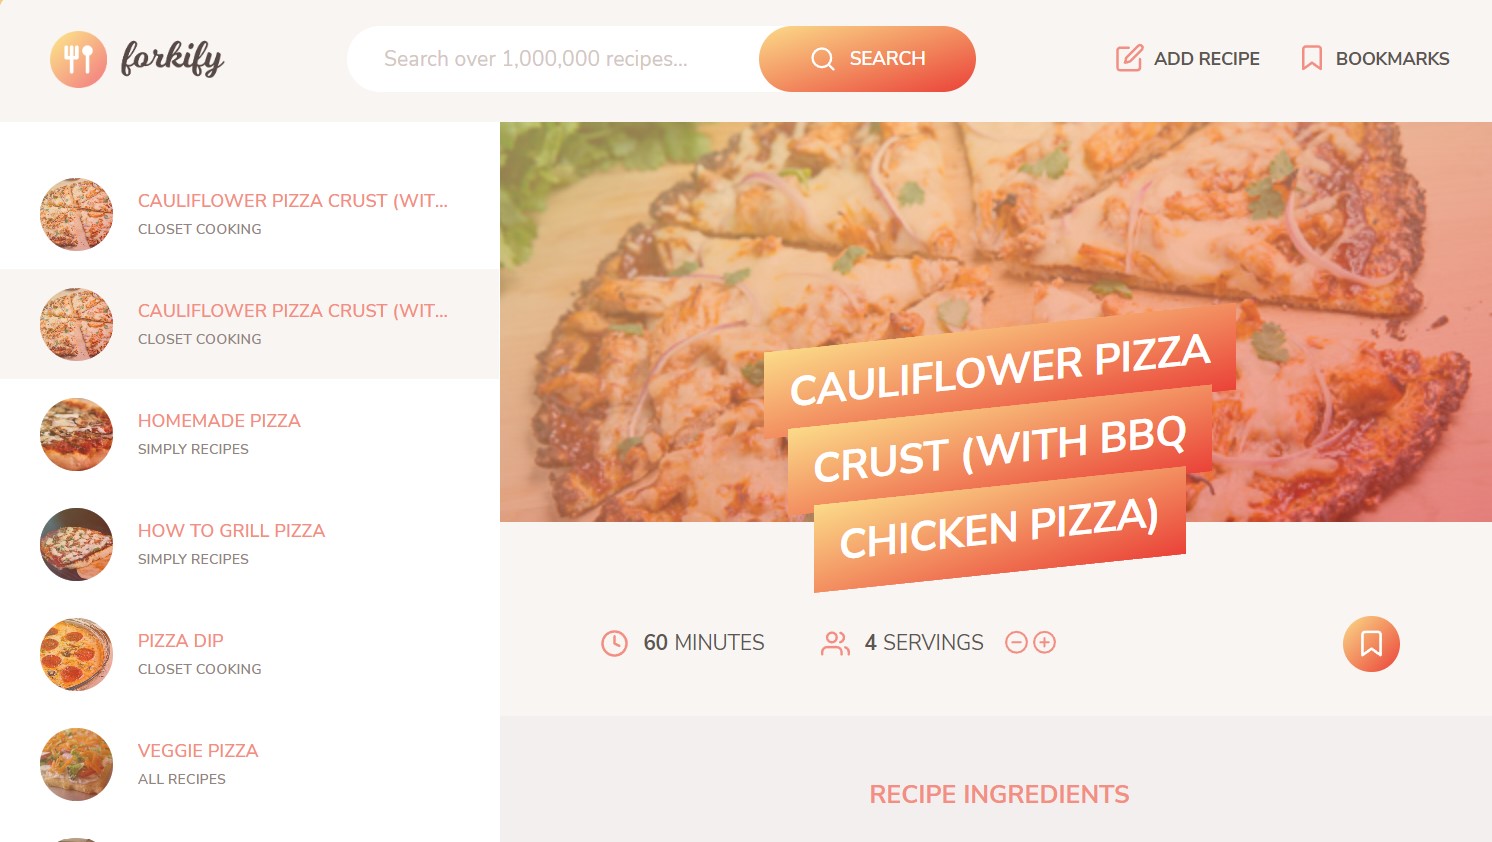 forkify
Search over 1,000,000 recipes...
SEARCH
ADD RECIPE
BOOKMARKS
CAULIFLOWER PIZZA CRUST (WIT...
CLOSET COOKING
CAULIFLOWER PIZZA CRUST (WIT...
CLOSET COOKING
HOMEMADE PIZZA
SIMPLY RECIPES
HOW TO GRILL PIZZA
SIMPLY RECIPES
PIZZA DIP
CLOSET COOKING
VEGGIE PIZZA
ALL RECIPES
CAULIFLOWER PIZZA
CRUST (WITH BBQ
CHICKEN PIZZA)
60 MINUTES
4 SERVINGS
RECIPE INGREDIENTS